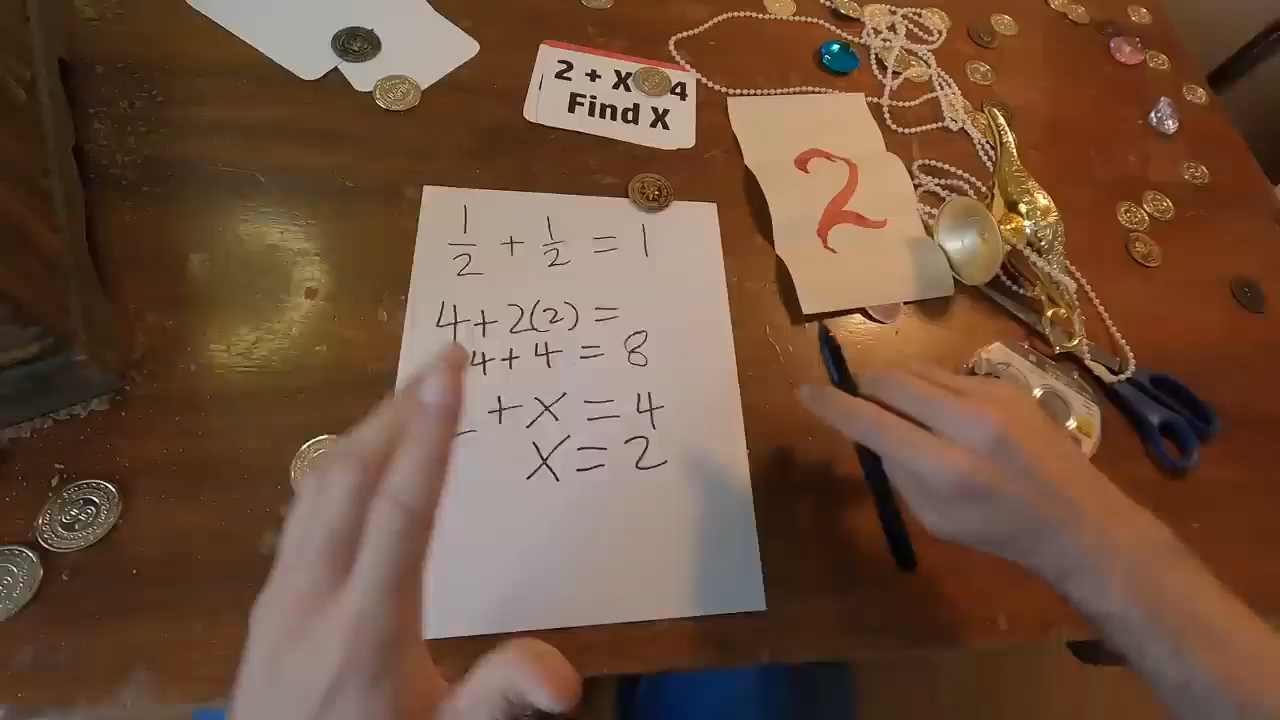 2 + X 4
Find X
2
1/2 + 1/2 = 1
4 + 2(2) =
4 + 4 = 8
+ X = 4
X = 2